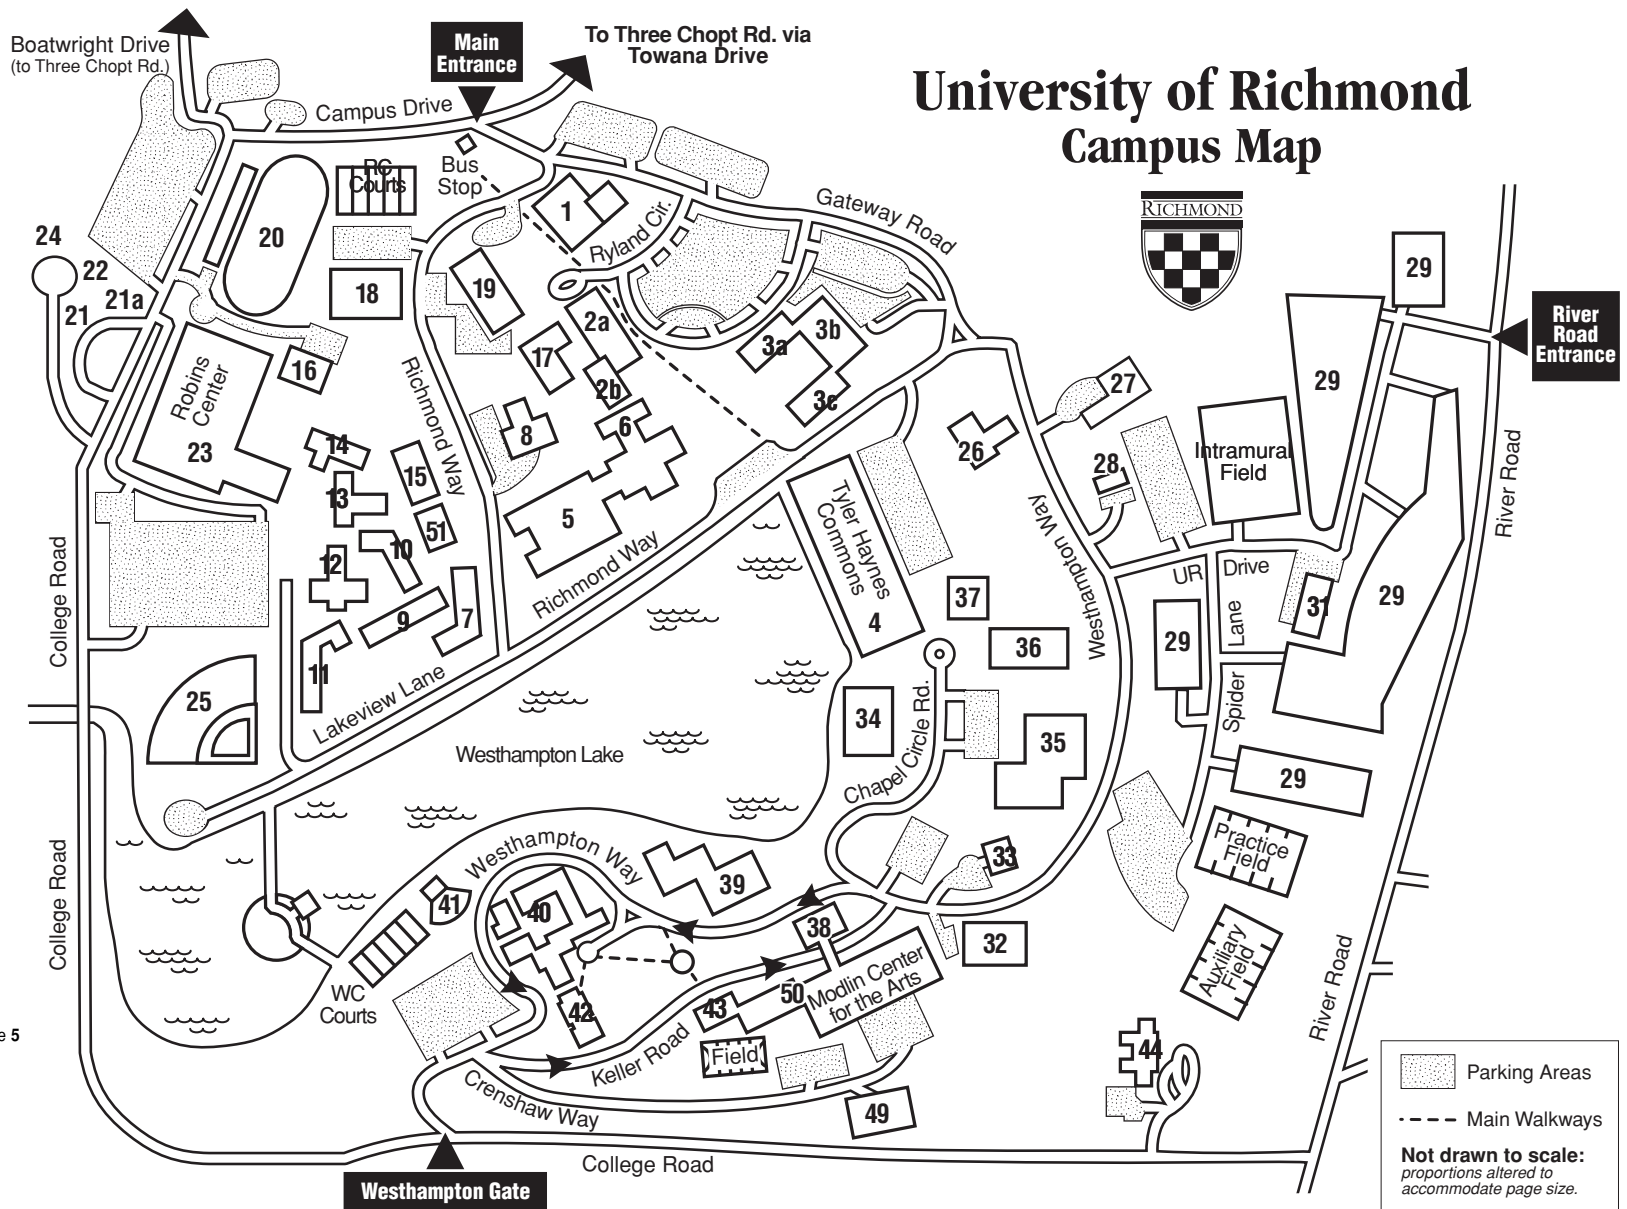 Boatwright Drive
(to Three Chopt Rd.)
Main
Entrance
To Three Chopt Rd. via
Towana Drive
University of Richmond
Campus Map
RICHMOND
Campus Drive
RC
Courts
Bus
Stop
Gateway Road
Ryland Cir.
1
20
24
22
21a
21
18
19
2a
3a
3b
3c
29
River
Road
Entrance
29
17
2b
16
Robins
Center
23
Richmond Way
8
6
27
26
28
Intramural
Field
14
15
13
51
10
12
5
Tyler Haynes
Commons
4
Westhampton Way
River Road
College Road
Richmond Way
9
7
11
37
36
UR
Drive
Lane
Spider
31
29
29
25
Lakeview Lane
Westhampton Lake
34
Chapel Circle Rd.
35
29
College Road
Westhampton Way
39
33
Practice
Field
41
40
38
32
Auxiliary
Field
River Road
WC
Courts
42
43
50
Modlin Center
for the Arts
Field
Keller Road
44
e 5
Crenshaw Way
49
College Road
Westhampton Gate
Parking Areas
Main Walkways
Not drawn to scale:
proportions altered to
accommodate page size.